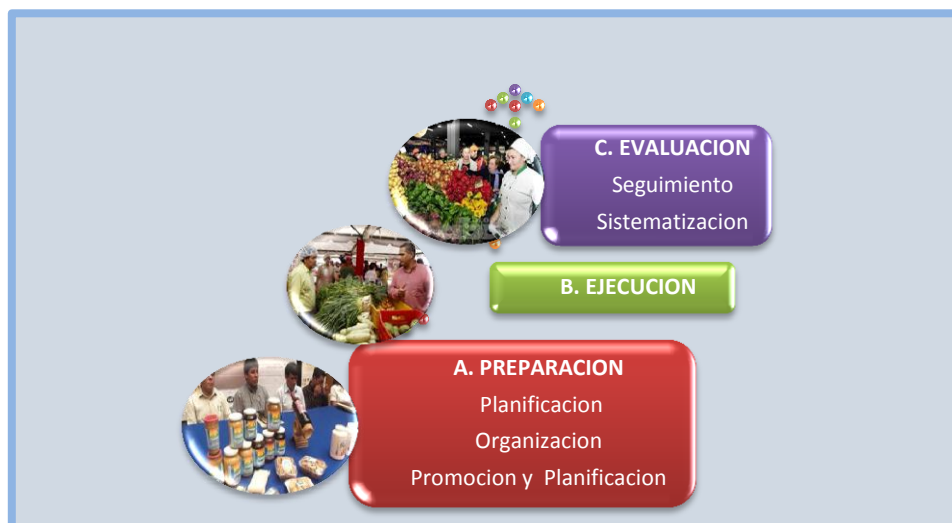 C. EVALUACION
Seguimiento
Sistematizacion
B. EJECUCION
A. PREPARACION
Planificacion
Organizacion
Promocion y Planificacion